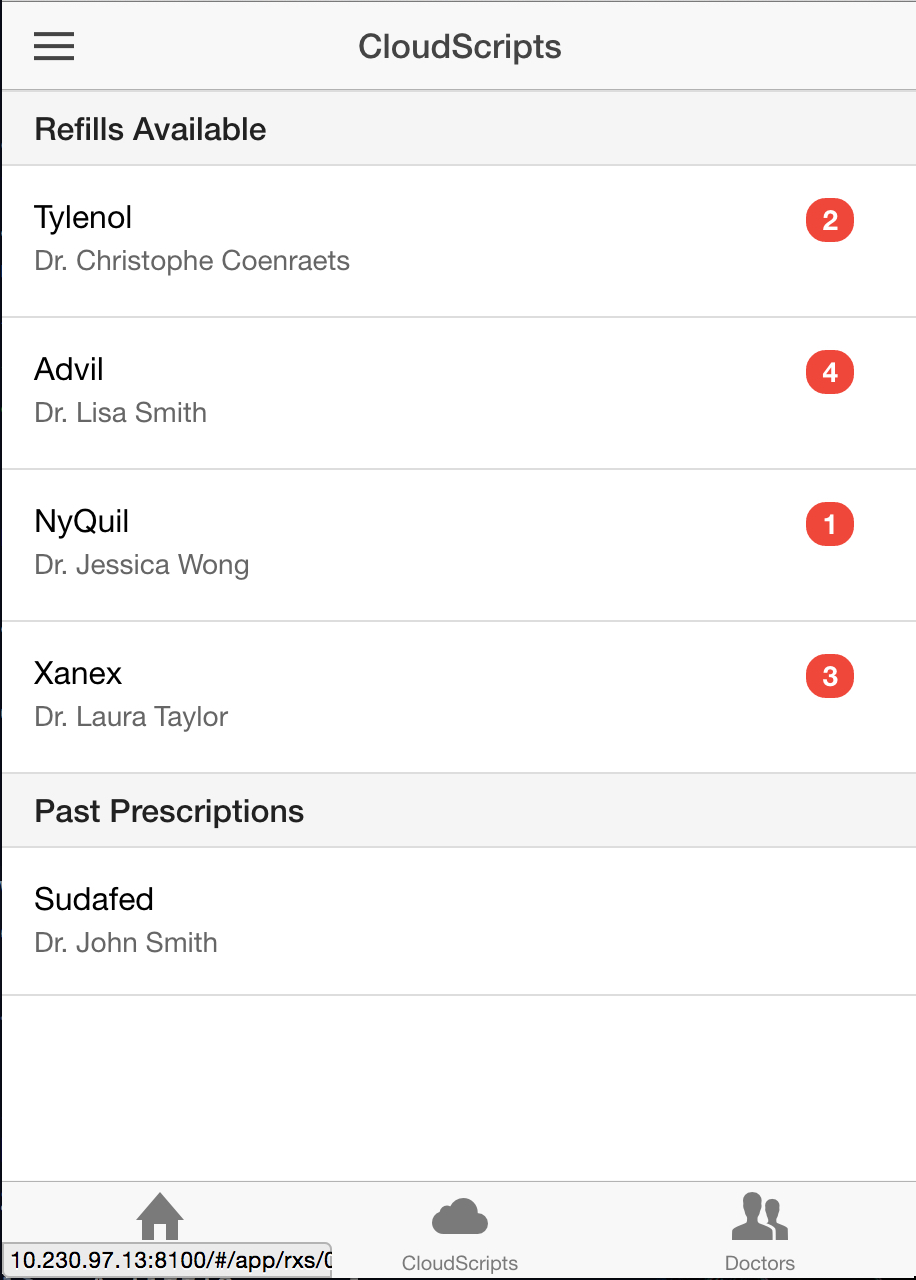 CloudScripts
Refills Available
Tylenol
2
Dr. Christophe Coenraets
Advil
4
Dr. Lisa Smith
NyQuil
1
Dr. Jessica Wong
Xanex
3
Dr. Laura Taylor
Past Prescriptions
Sudafed
Dr. John Smith
10.230.97.13:8100/#/app/rxs/
CloudScripts
Doctors